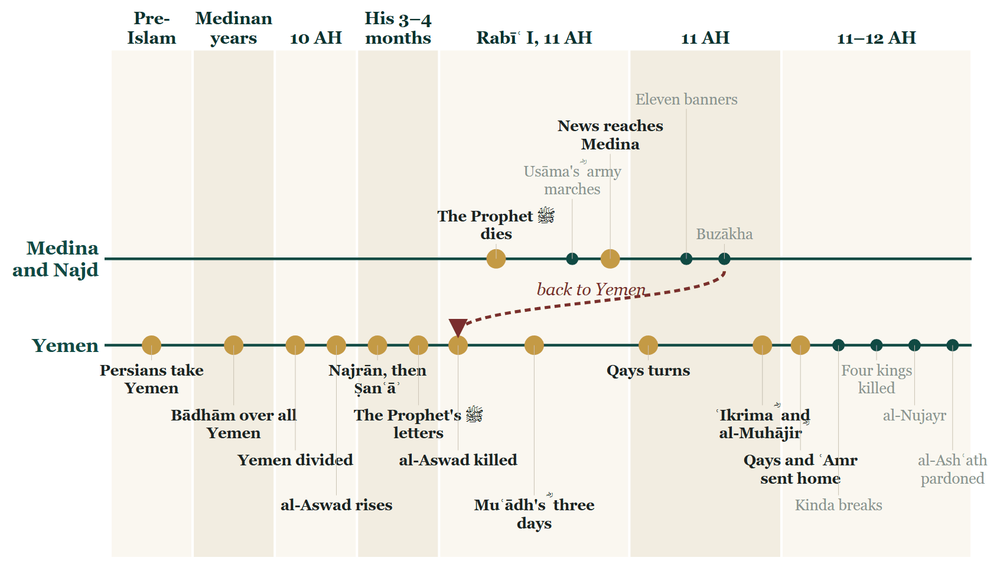 Pre-
Islam
Medinan
years
10 AH
His 3–4
months
Rabīʿ I, 11 AH
11 AH
11–12 AH
Eleven banners
News reaches
Medina
Usāma's ؓ army
marches
The Prophet ﷺ
dies
Buzākha
Medina
and Najd
back to Yemen
Yemen
Persians take
Yemen
Najrān, then
Ṣanʿāʾ
Qays turns
Four kings
killed
Bādhām over all
Yemen
The Prophet's ﷺ
letters
ʿIkrima ؓ and
al-Muhājir ؓ
al-Nujayr
Yemen divided
al-Aswad killed
Qays and ʿAmr
sent home
al-Ashʿath
pardoned
al-Aswad rises
Muʿādh's ؓ three
days
Kinda breaks